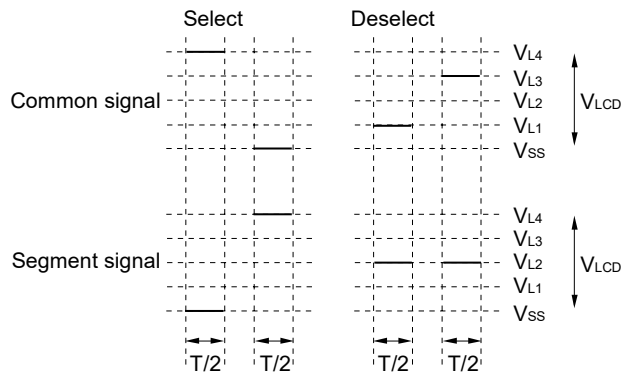 Select Deselect
VL4
VL3
Common signal VL2 VLCD
VL1
VSS
VL4
VL3
Segment signal VL2 VLCD
VL1
VSS
T/2 T/2 T/2 T/2